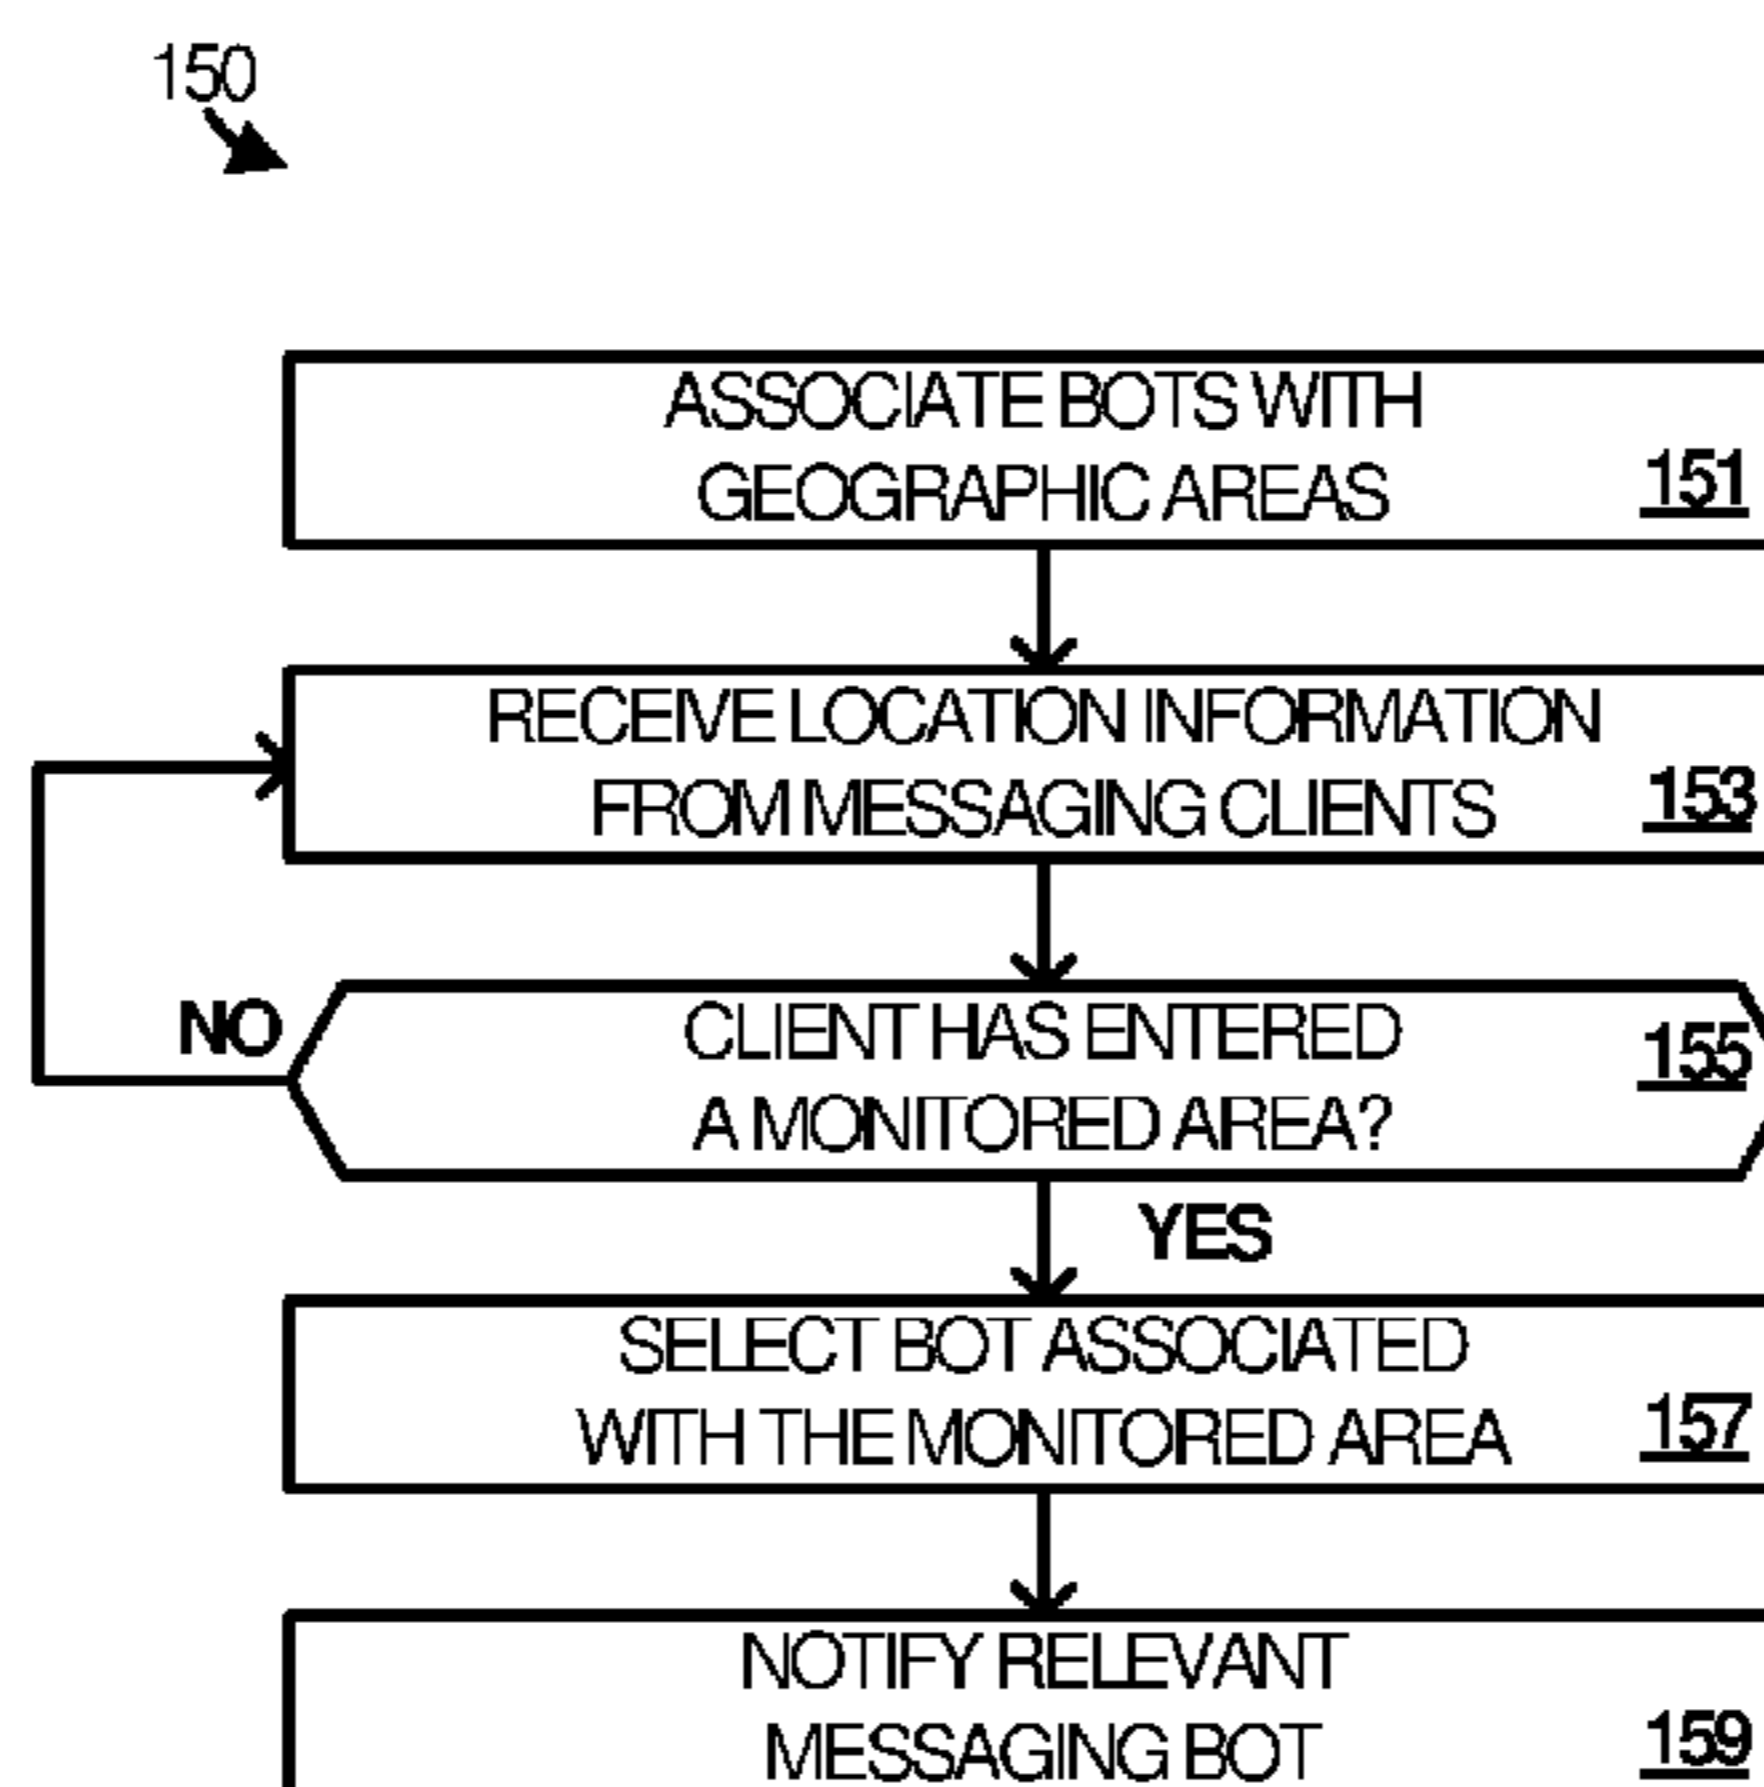 150
ASSOCIATE BOTS WITH
GEOGRAPHIC AREAS
151
RECEIVE LOCATION INFORMATION
FROM MESSAGING CLIENTS
153
NO
CLIENT HAS ENTERED
A MONITORED AREA?
155
YES
SELECT BOT ASSOCIATED
WITH THE MONITORED AREA
157
NOTIFY RELEVANT
MESSAGING BOT
159